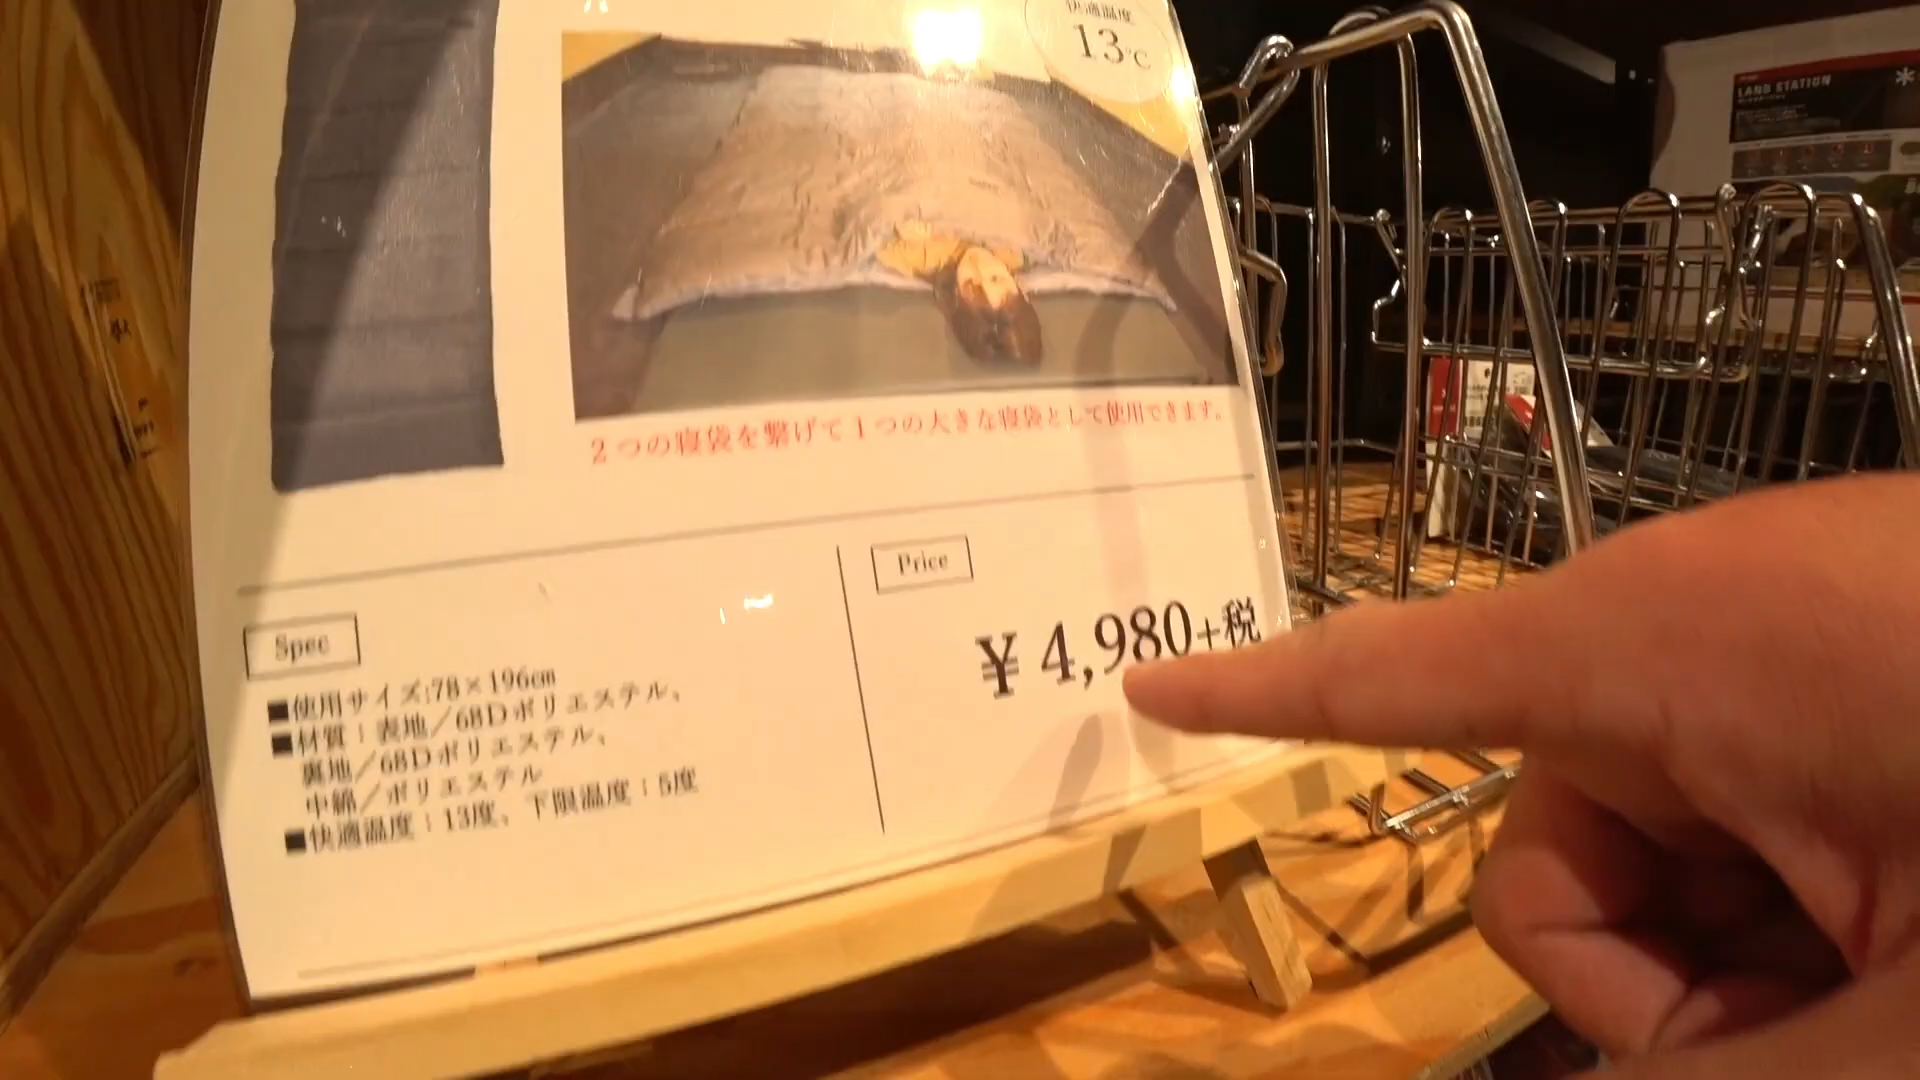 快適温度
13℃
LAND STATION
2つの寝袋を繋げて1つの大きな寝袋として使用できます。
Price
¥ 4,980+税
Spec
■使用サイズ:78×196㎝
■材質：表地／68Dポリエステル、
裏地／68Dポリエステル、
中綿／ポリエステル
■快適温度：13度、下限温度：5度